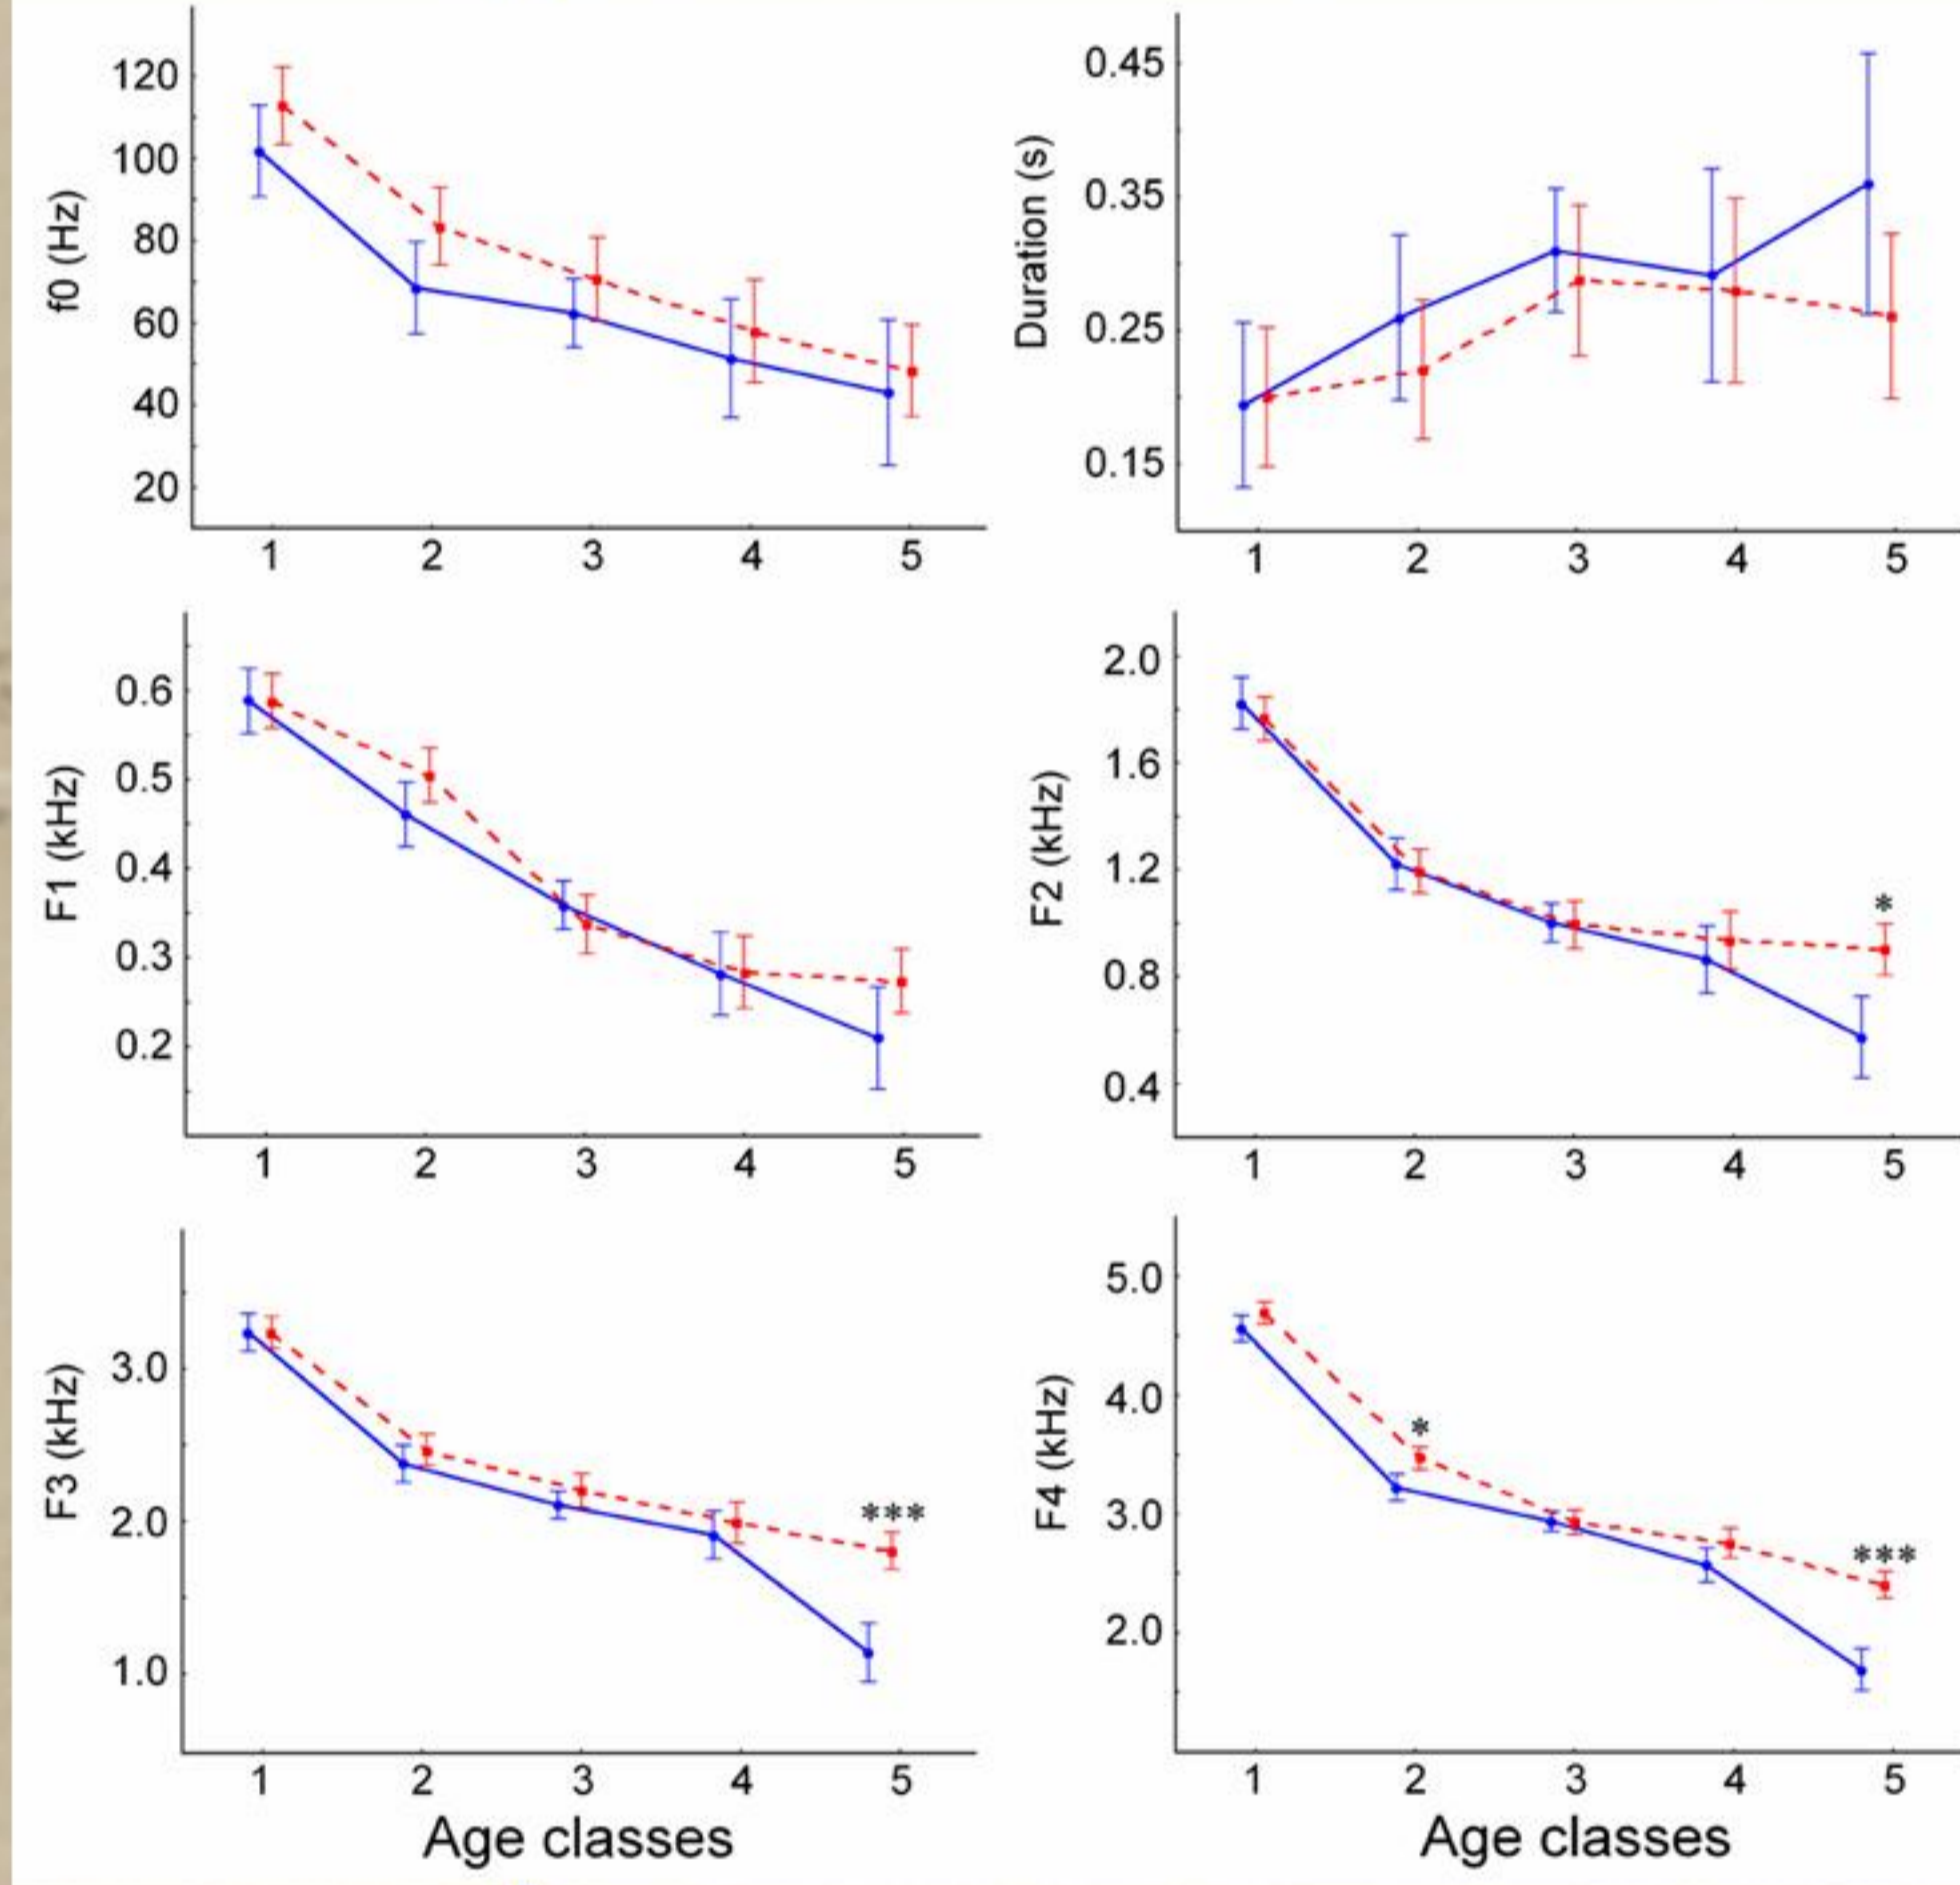 f0 (Hz)
120
100
80
60
40
20
1 2 3 4 5
Duration (s)
0.45
0.35
0.25
0.15
1 2 3 4 5
F1 (kHz)
0.6
0.5
0.4
0.3
0.2
1 2 3 4 5
F2 (kHz)
2.0
1.6
1.2
0.8
0.4
*
1 2 3 4 5
F3 (kHz)
3.0
2.0
1.0
***
1 2 3 4 5
Age classes
F4 (kHz)
5.0
4.0
3.0
2.0
*
***
1 2 3 4 5
Age classes